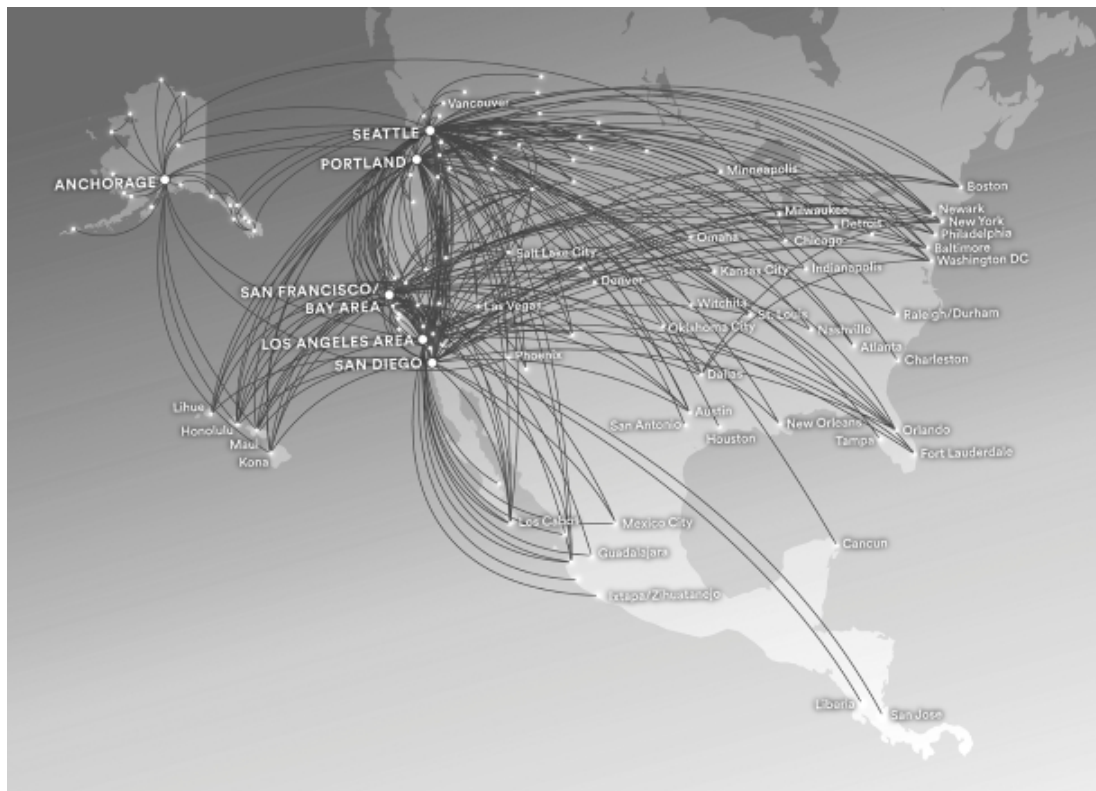 Vancouver
SEATTLE
PORTLAND
ANCHORAGE
Minneapolis
Boston
Milwaukee
Newark
New York
Detroit
Philadelphia
Omaha
Chicago
Baltimore
Salt Lake City
Washington DC
Kansas City
Indianapolis
Denver
SAN FRANCISCO/
BAY AREA
Las Vegas
Witchita
St. Louis
Raleigh/Durham
Oklahoma City
Nashville
LOS ANGELES AREA
Atlanta
Phoenix
SAN DIEGO
Charleston
Dallas
Lihue
Austin
Honolulu
San Antonio
New Orleans
Orlando
Maui
Houston
Tampa
Kona
Fort Lauderdale
Los Cabos
Mexico City
Cancun
Guadalajara
Ixtapa/Zihuatanejo
Liberia
San Jose